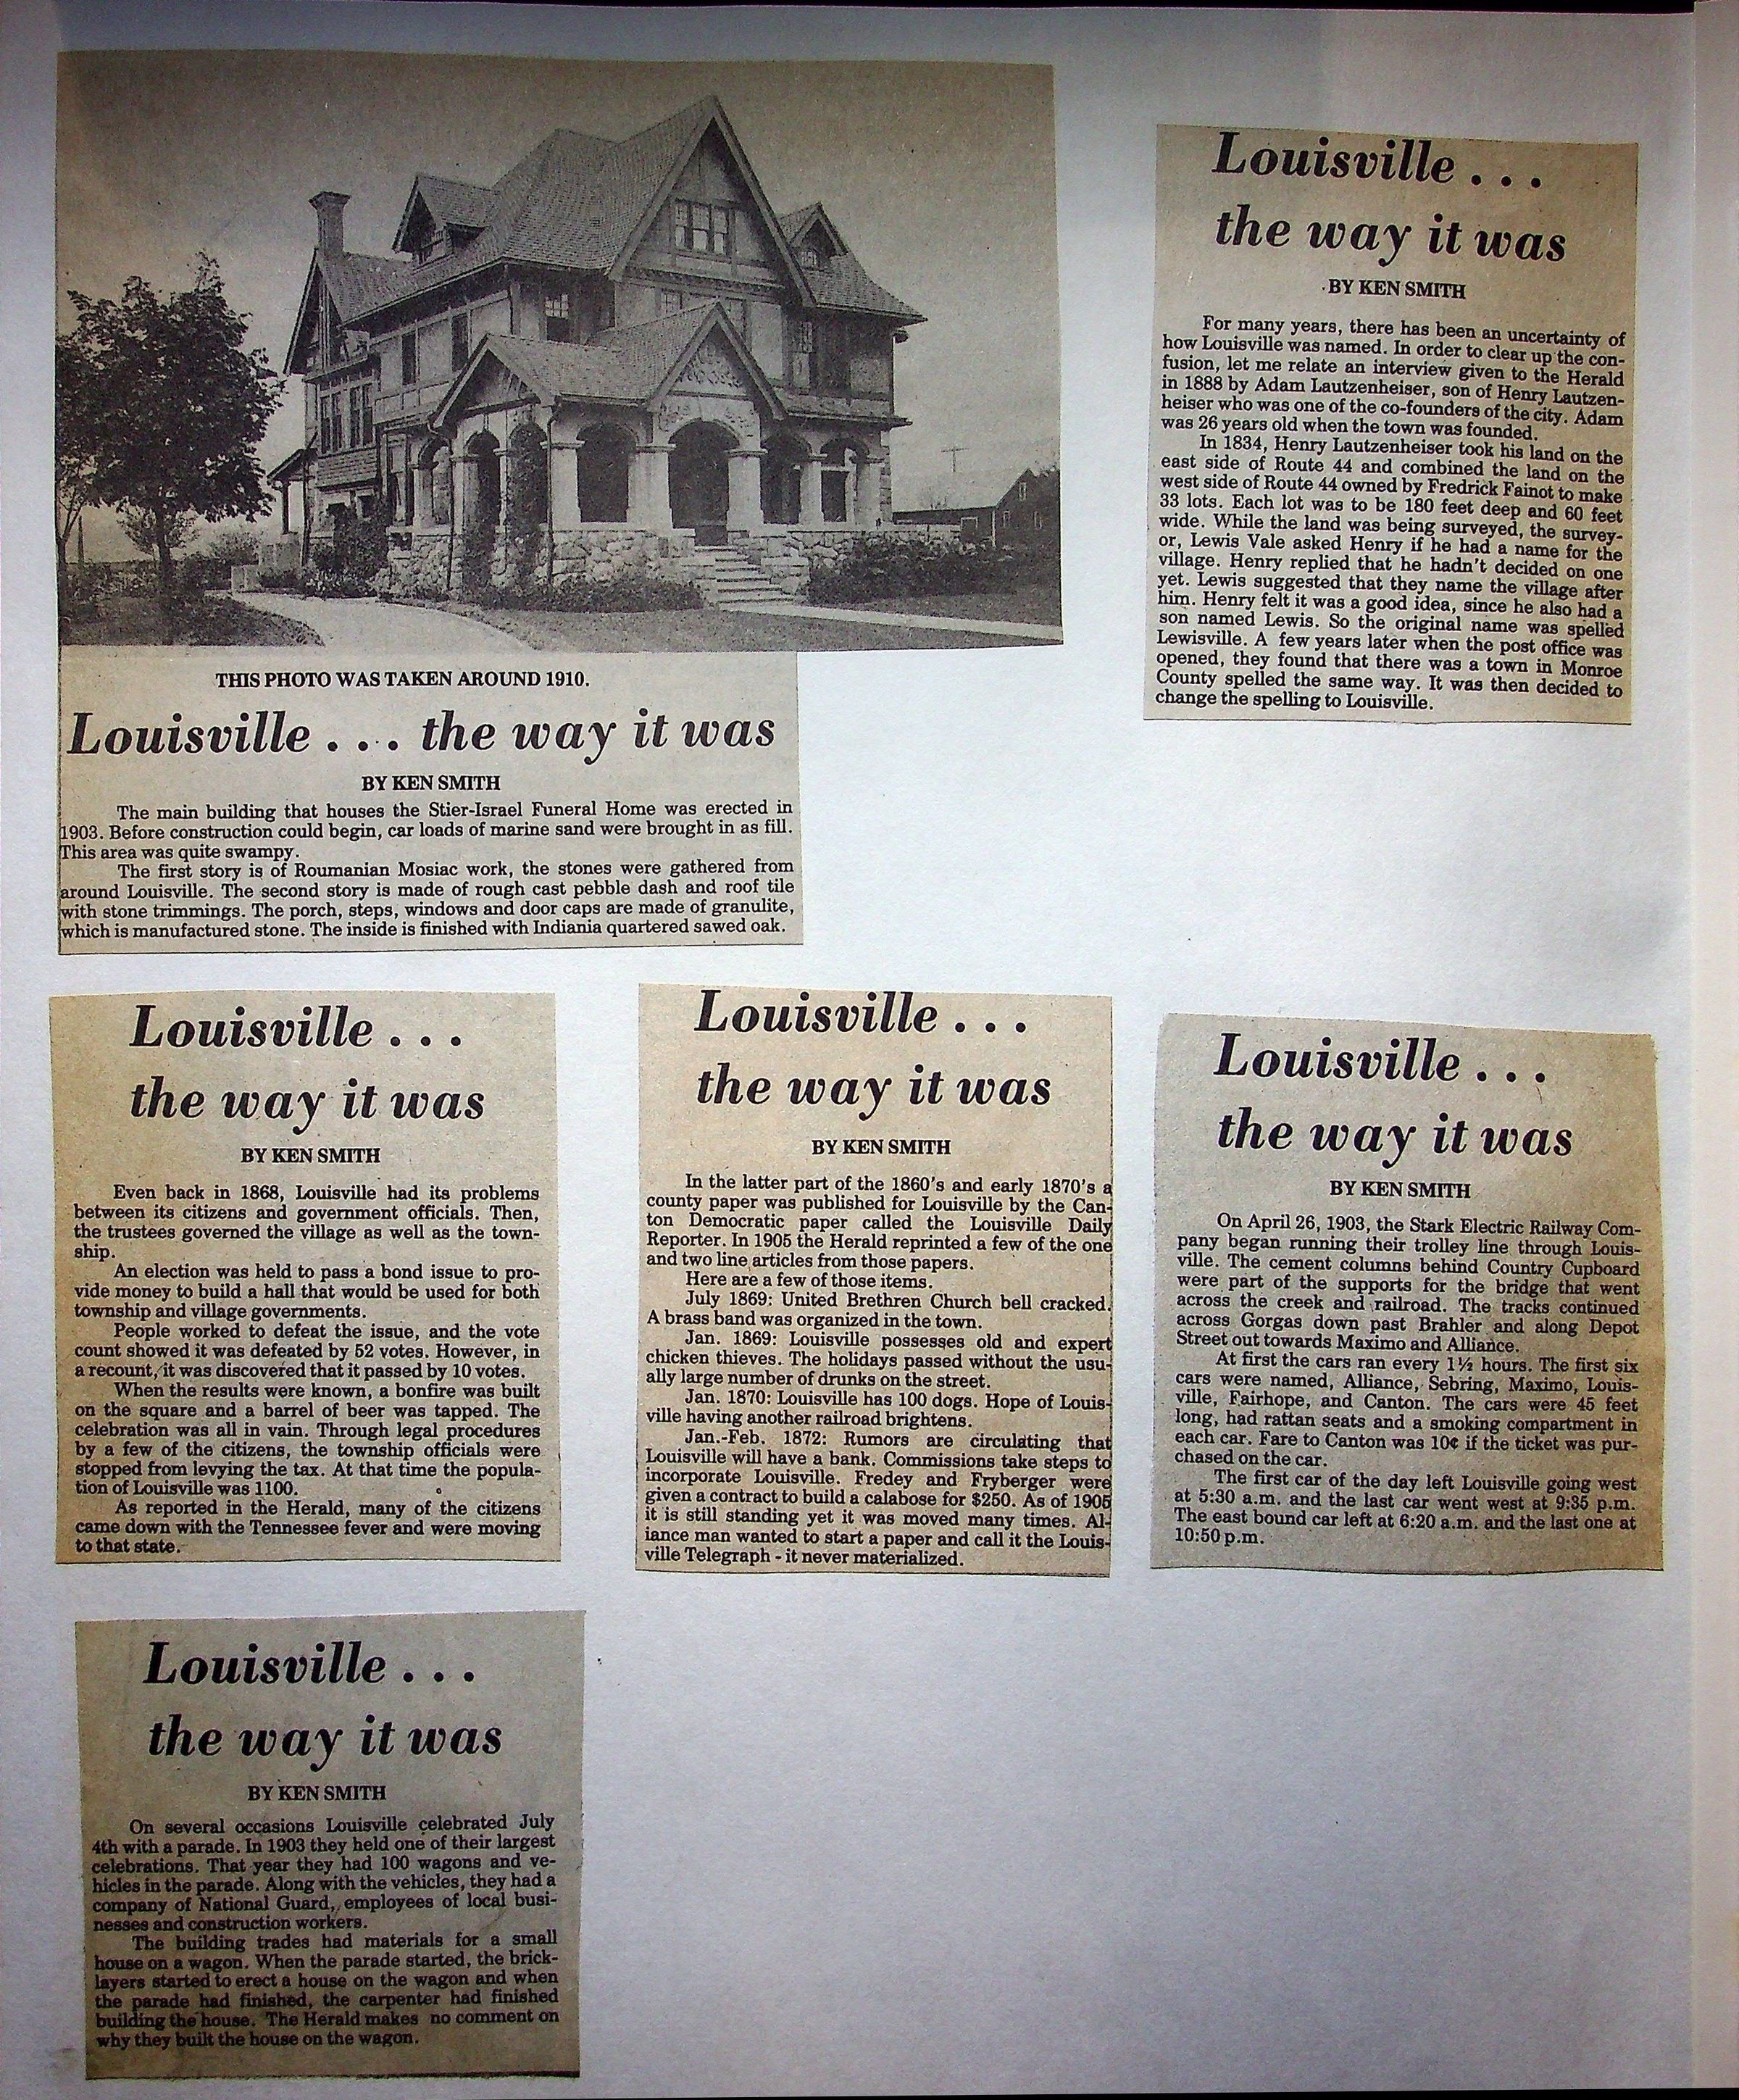 THIS PHOTO WAS TAKEN AROUND 1910.
Louisville . . . the way it was
BY KEN SMITH
The main building that houses the Stier-Israel Funeral Home was erected in
1903. Before construction could begin, car loads of marine sand were brought in as fill.
This area was quite swampy.
The first story is of Roumanian Mosiac work, the stones were gathered from
around Louisville. The second story is made of rough cast pebble dash and roof tile
with stone trimmings. The porch, steps, windows and door caps are made of granulite,
which is manufactured stone. The inside is finished with Indiania quartered sawed oak.
Louisville . . .
the way it was
BY KEN SMITH
For many years, there has been an uncertainty of
how Louisville was named. In order to clear up the con-
fusion, let me relate an interview given to the Herald
in 1888 by Adam Lautzenheiser, son of Henry Lautzen-
heiser who was one of the co-founders of the city. Adam
was 26 years old when the town was founded.
In 1834, Henry Lautzenheiser took his land on the
east side of Route 44 and combined the land on the
west side of Route 44 owned by Fredrick Fainot to make
33 lots. Each lot was to be 180 feet deep and 60 feet
wide. While the land was being surveyed, the survey-
or, Lewis Vale asked Henry if he had a name for the
village. Henry replied that he hadn't decided on one
yet. Lewis suggested that they name the village after
him. Henry felt it was a good idea, since he also had a
son named Lewis. So the original name was spelled
Lewisville. A few years later when the post office was
opened, they found that there was a town in Monroe
County spelled the same way. It was then decided to
change the spelling to Louisville.
Louisville . . .
the way it was
BY KEN SMITH
Even back in 1868, Louisville had its problems
between its citizens and government officials. Then,
the trustees governed the village as well as the town-
ship.
An election was held to pass a bond issue to pro-
vide money to build a hall that would be used for both
township and village governments.
People worked to defeat the issue, and the vote
count showed it was defeated by 52 votes. However, in
a recount, it was discovered that it passed by 10 votes.
When the results were known, a bonfire was built
on the square and a barrel of beer was tapped. The
celebration was all in vain. Through legal procedures
by a few of the citizens, the township officials were
stopped from levying the tax. At that time the popula-
tion of Louisville was 1100.
As reported in the Herald, many of the citizens
came down with the Tennessee fever and were moving
to that state.
Louisville . . .
the way it was
BY KEN SMITH
In the latter part of the 1860's and early 1870's a
county paper was published for Louisville by the Can-
ton Democratic paper called the Louisville Daily
Reporter. In 1905 the Herald reprinted a few of the one
and two line articles from those papers.
Here are a few of those items.
July 1869: United Brethren Church bell cracked.
A brass band was organized in the town.
Jan. 1869: Louisville possesses old and expert
chicken thieves. The holidays passed without the usu-
ally large number of drunks on the street.
Jan. 1870: Louisville has 100 dogs. Hope of Louis-
ville having another railroad brightens.
Jan.-Feb. 1872: Rumors are circulating that
Louisville will have a bank. Commissions take steps to
incorporate Louisville. Fredey and Fryberger were
given a contract to build a calabose for $250. As of 1905
it is still standing yet it was moved many times. Al-
liance man wanted to start a paper and call it the Louis-
ville Telegraph - it never materialized.
Louisville . . .
the way it was
BY KEN SMITH
On April 26, 1903, the Stark Electric Railway Com-
pany began running their trolley line through Louis-
ville. The cement columns behind Country Cupboard
were part of the supports for the bridge that went
across the creek and railroad. The tracks continued
across Gorgas down past Brahler and along Depot
Street out towards Maximo and Alliance.
At first the cars ran every 1½ hours. The first six
cars were named, Alliance, Sebring, Maximo, Louis-
ville, Fairhope, and Canton. The cars were 45 feet
long, had rattan seats and a smoking compartment in
each car. Fare to Canton was 10¢ if the ticket was pur-
chased on the car.
The first car of the day left Louisville going west
at 5:30 a.m. and the last car went west at 9:35 p.m.
The east bound car left at 6:20 a.m. and the last one at
10:50 p.m.
Louisville . . .
the way it was
BY KEN SMITH
On several occasions Louisville celebrated July
4th with a parade. In 1903 they held one of their largest
celebrations. That year they had 100 wagons and ve-
hicles in the parade. Along with the vehicles, they had a
company of National Guard, employees of local busi-
nesses and construction workers.
The building trades had materials for a small
house on a wagon. When the parade started, the brick-
layers started to erect a house on the wagon and when
the parade had finished, the carpenter had finished
building the house. The Herald makes no comment on
why they built the house on the wagon.